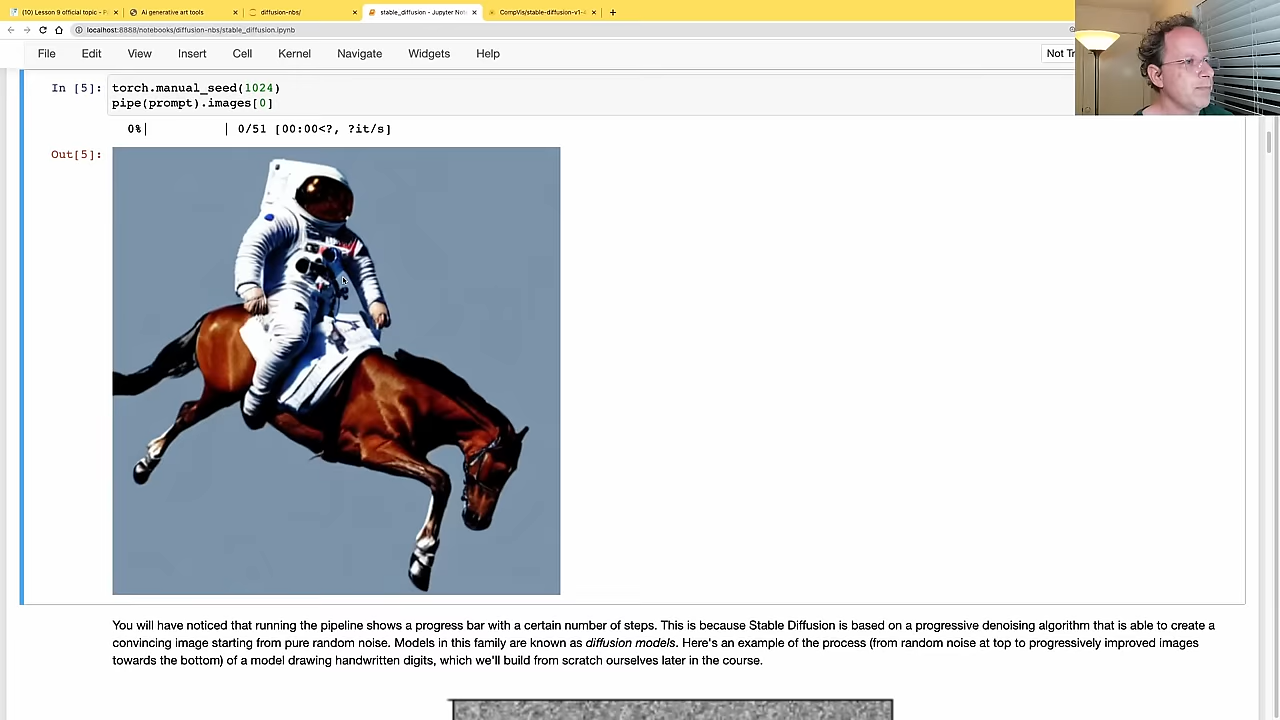 (10) Lesson 9 official topic - P
Ai generative art tools
diffusion-nbs/
stable_diffusion - Jupyter Not
CompVis/stable-diffusion-v1-4
localhost:8888/notebooks/diffusion-nbs/stable_diffusion.ipynb
File Edit View Insert Cell Kernel Navigate Widgets Help
Not Tr
In [5]: torch.manual_seed(1024)
pipe(prompt).images[0]
0%| | 0/51 [00:00<?, ?it/s]
Out[5]:
You will have noticed that running the pipeline shows a progress bar with a certain number of steps. This is because Stable Diffusion is based on a progressive denoising algorithm that is able to create a
convincing image starting from pure random noise. Models in this family are known as diffusion models. Here's an example of the process (from random noise at top to progressively improved images
towards the bottom) of a model drawing handwritten digits, which we'll build from scratch ourselves later in the course.